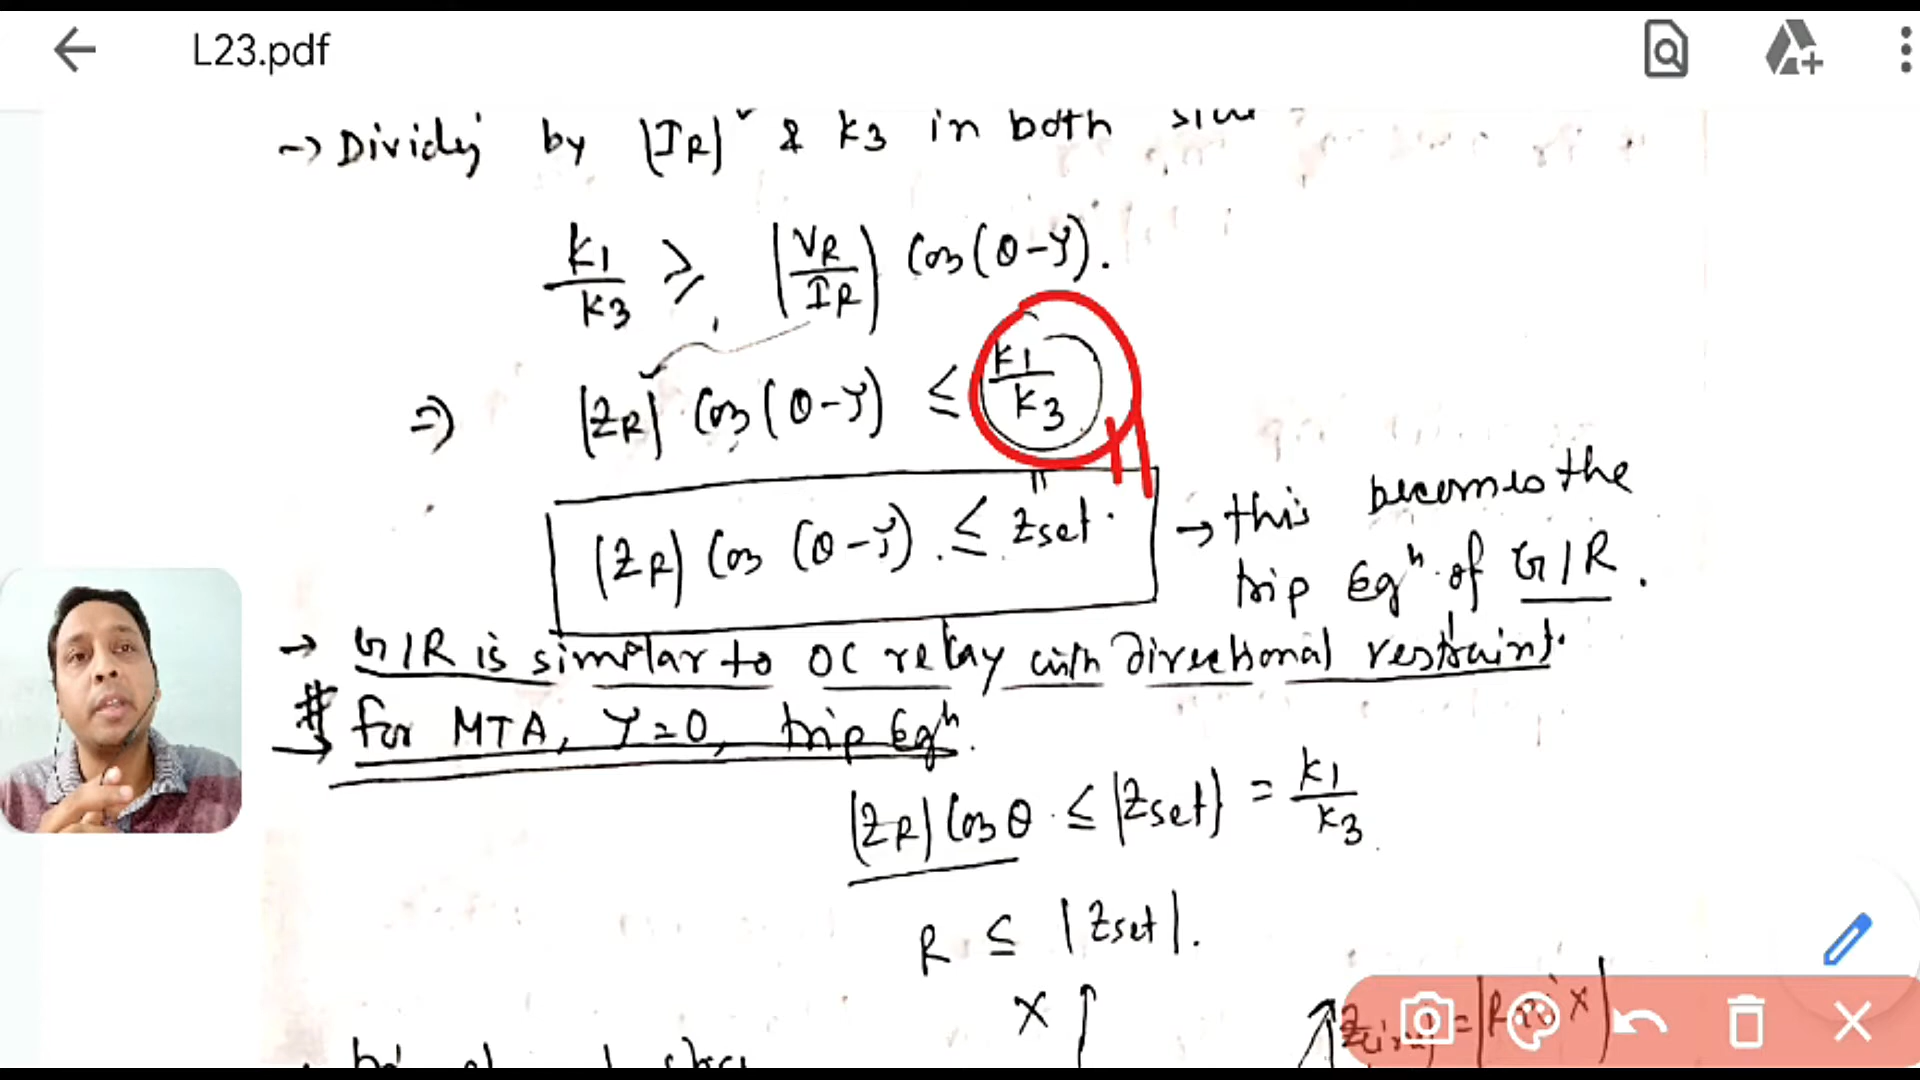 L23.pdf
→ Dividing by |IR|² & K3 in both side
K1/K3 ≥ |VR/IR| Cos(θ-γ).
⇒ |ZR| Cos(θ-γ) ≤ K1/K3
|ZR| Cos (θ-γ) ≤ Zset. → this becomes the
trip Eqⁿ of G/R.
→ G/R is similar to OC relay with Directional restraint.
# → for MTA, γ=0, trip Eqⁿ.
|ZR| Cos θ ≤ |Zset| = K1/K3
R ≤ |Zset|.
X